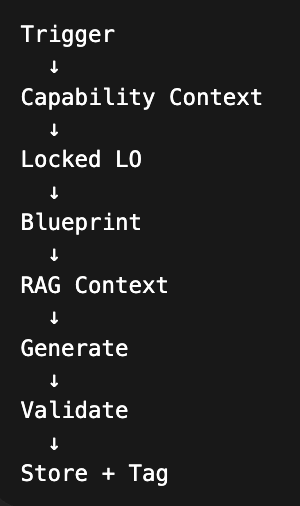 Trigger
↓
Capability Context
↓
Locked LO
↓
Blueprint
↓
RAG Context
↓
Generate
↓
Validate
↓
Store + Tag